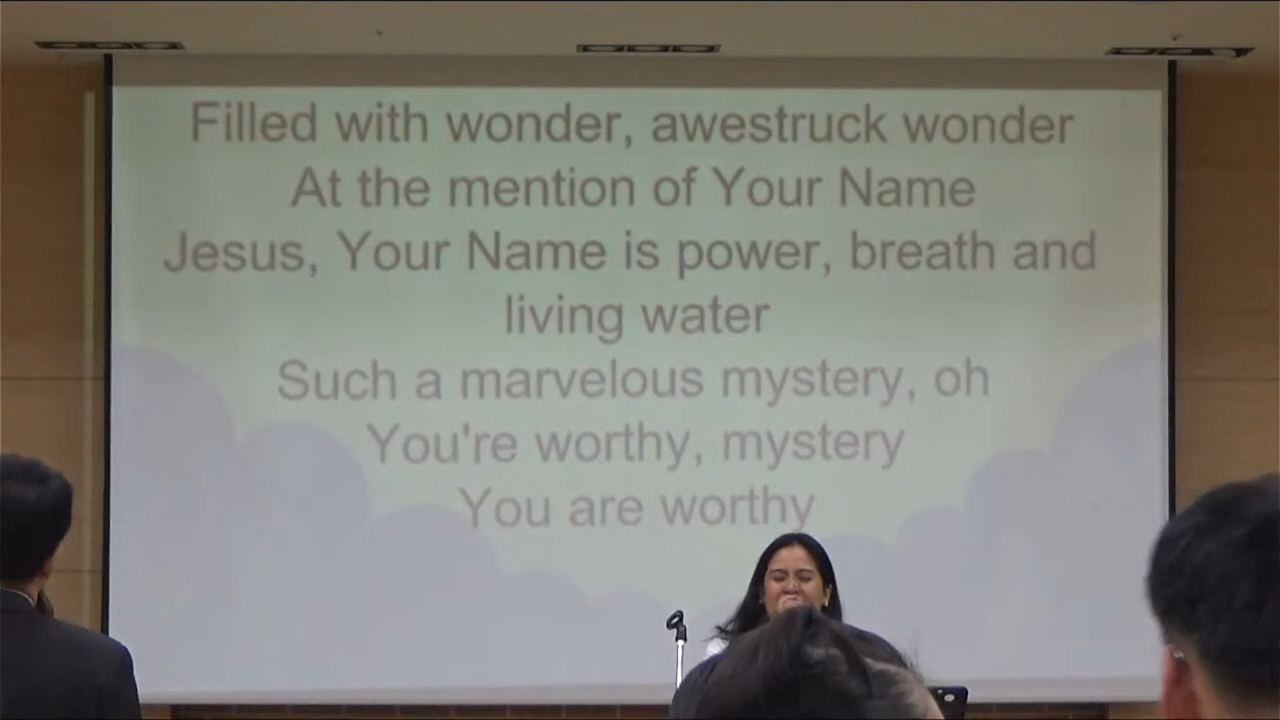 Filled with wonder, awestruck wonder
At the mention of Your Name
Jesus, Your Name is power, breath and
living water
Such a marvelous mystery, oh
You're worthy, mystery
You are worthy